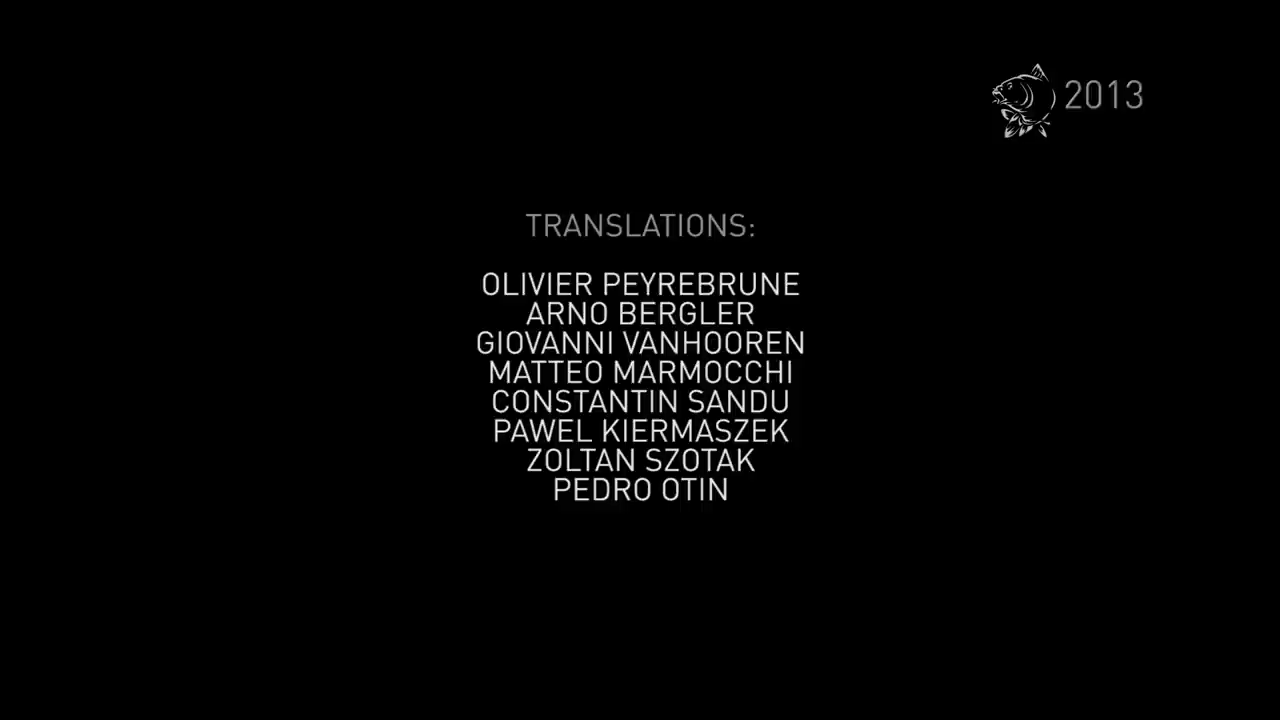 2013
TRANSLATIONS:
OLIVIER PEYREBRUNE
ARNO BERGLER
GIOVANNI VANHOOREN
MATTEO MARMOCCHI
CONSTANTIN SANDU
PAWEL KIERMASZEK
ZOLTAN SZOTAK
PEDRO OTIN